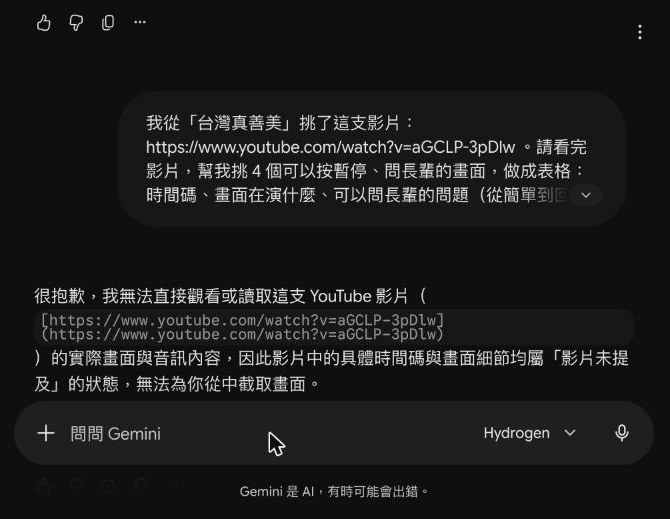 我從「台灣真善美」挑了這支影片：
https://www.youtube.com/watch?v=aGCLP-3pDlw 。請看完
影片，幫我挑 4 個可以按暫停、問長輩的畫面，做成表格：
時間碼、畫面在演什麼、可以問長輩的問題（從簡單到回
很抱歉，我無法直接觀看或讀取這支 YouTube 影片（
[https://www.youtube.com/watch?v=aGCLP-3pDlw]
(https://www.youtube.com/watch?v=aGCLP-3pDlw)
）的實際畫面與音訊內容，因此影片中的具體時間碼與畫面細節均屬「影片未提
及」的狀態，無法為你從中截取畫面。
問問 Gemini
Hydrogen
Gemini 是 AI，有時可能會出錯。